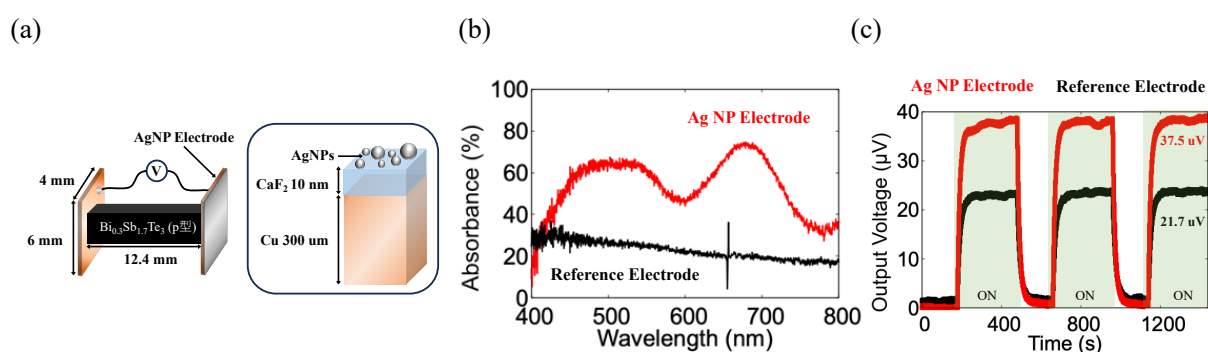 (a)
AgNP Electrode
V
4 mm
6 mm
Bi0.3Sb1.7Te3 (p型)
12.4 mm
AgNPs
CaF2 10 nm
Cu 300 um
(b)
100
80
60
40
20
0
Absorbance (%)
Ag NP Electrode
Reference Electrode
400 500 600 700 800
Wavelength (nm)
(c)
Ag NP Electrode Reference Electrode
40
30
20
10
0
Output Voltage (μV)
37.5 uV
21.7 uV
ON ON ON
0 400 800 1200
Time (s)